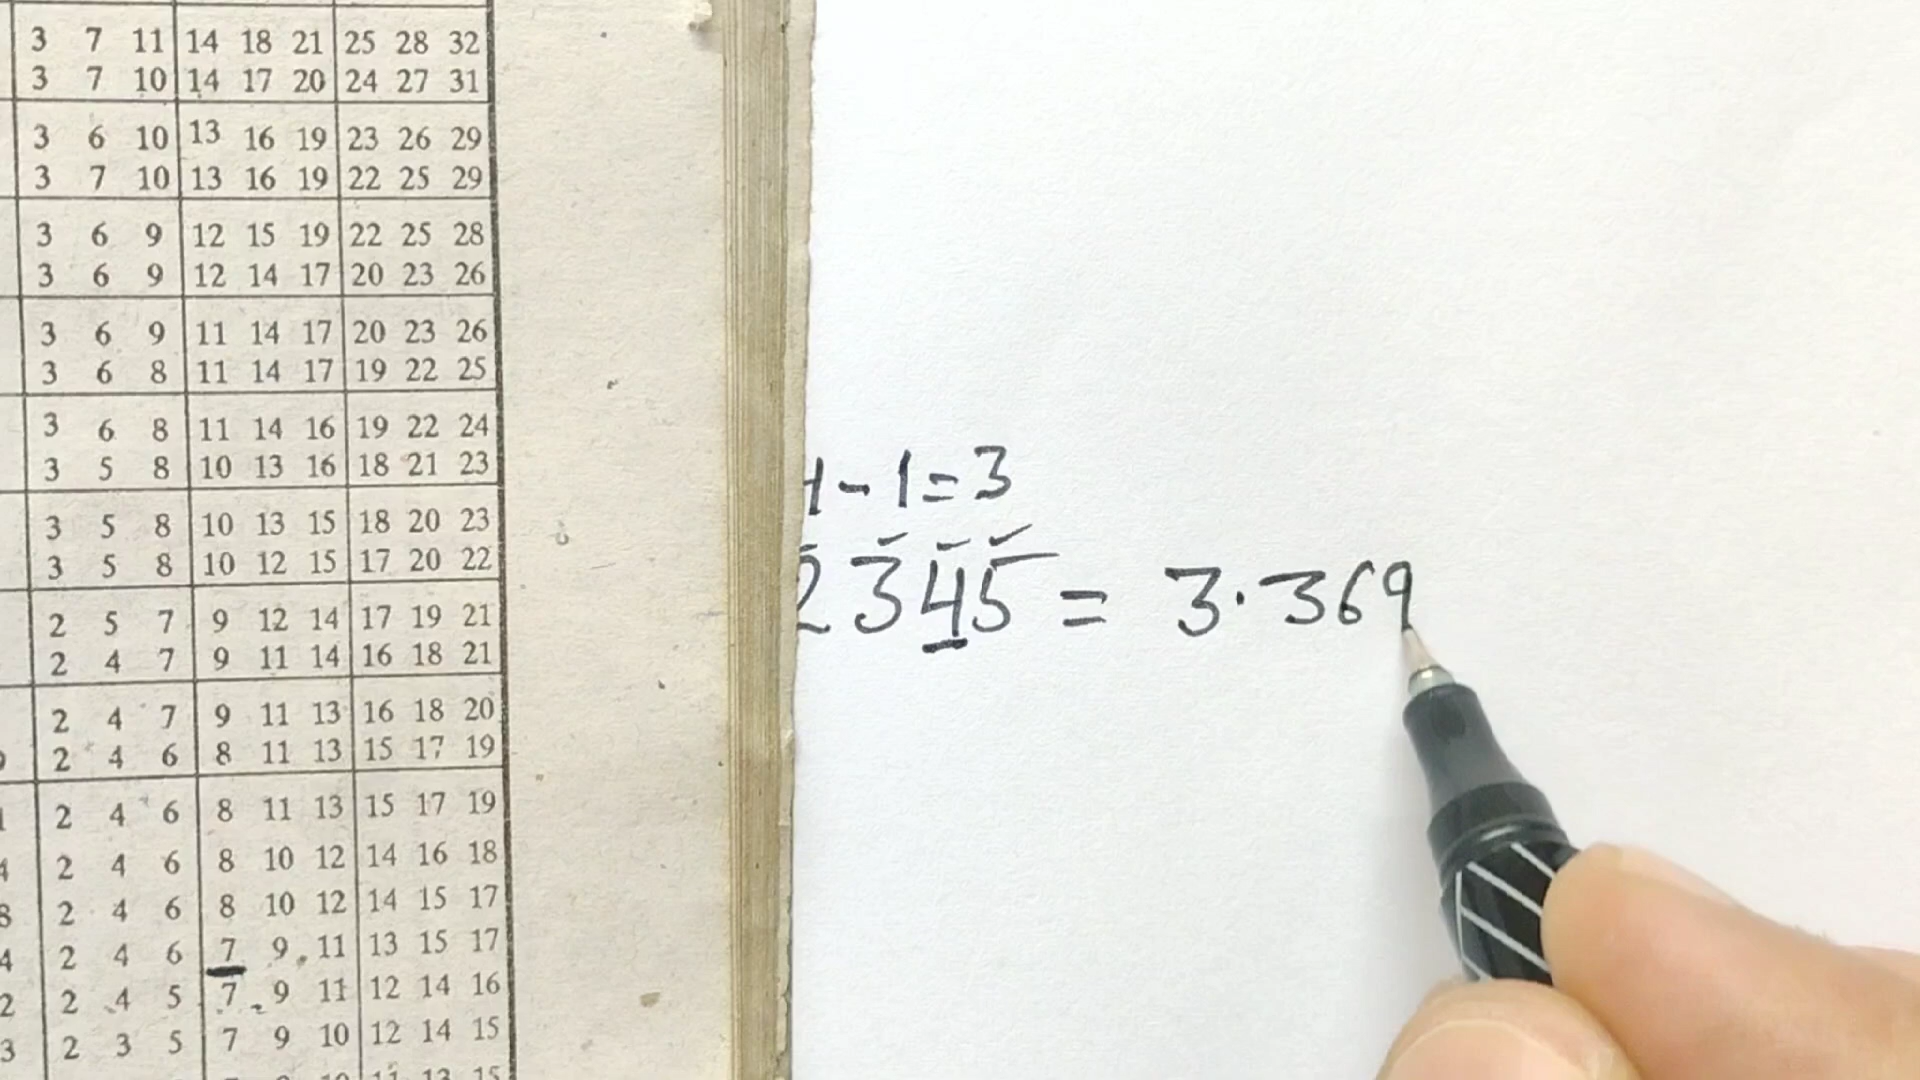 3 7 11 14 18 21 25 28 32
3 7 10 14 17 20 24 27 31
3 6 10 13 16 19 23 26 29
3 7 10 13 16 19 22 25 29
3 6 9 12 15 19 22 25 28
3 6 9 12 14 17 20 23 26
3 6 9 11 14 17 20 23 26
3 6 8 11 14 17 19 22 25
3 6 8 11 14 16 19 22 24
3 5 8 10 13 16 18 21 23
3 5 8 10 13 15 18 20 23
3 5 8 10 12 15 17 20 22
2 5 7 9 12 14 17 19 21
2 4 7 9 11 14 16 18 21
2 4 7 9 11 13 16 18 20
2 4 6 8 11 13 15 17 19
2 4 6 8 11 13 15 17 19
4 2 4 6 8 10 12 14 16 18
8 2 4 6 8 10 12 14 15 17
4 2 4 6 7 9 11 13 15 17
2 2 4 5 7 9 11 12 14 16
3 2 3 5 7 9 10 12 14 15
4-1=3
2345 = 3.369